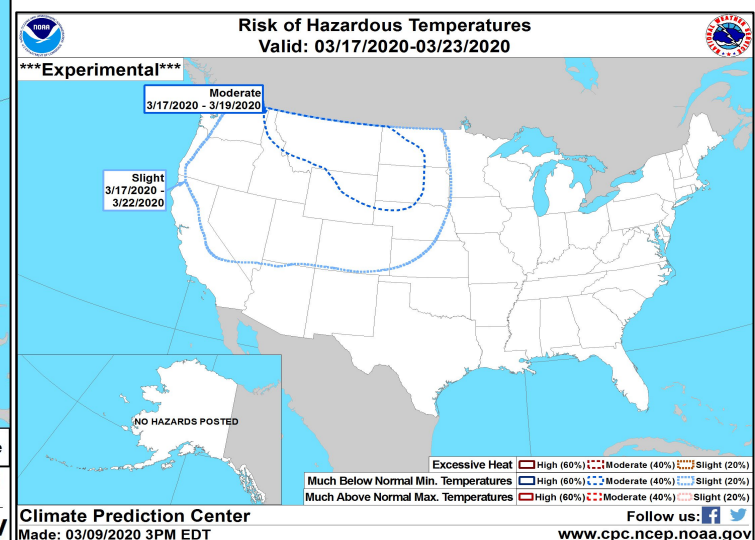 NOAA
Risk of Hazardous Temperatures
Valid: 03/17/2020-03/23/2020
***Experimental***
Moderate
3/17/2020 - 3/19/2020
Slight
3/17/2020 -
3/22/2020
NO HAZARDS POSTED
Excessive Heat High (60%) Moderate (40%) Slight (20%)
Much Below Normal Min. Temperatures High (60%) Moderate (40%) Slight (20%)
Much Above Normal Max. Temperatures High (60%) Moderate (40%) Slight (20%)
Climate Prediction Center
Follow us:
Made: 03/09/2020 3PM EDT
www.cpc.ncep.noaa.gov